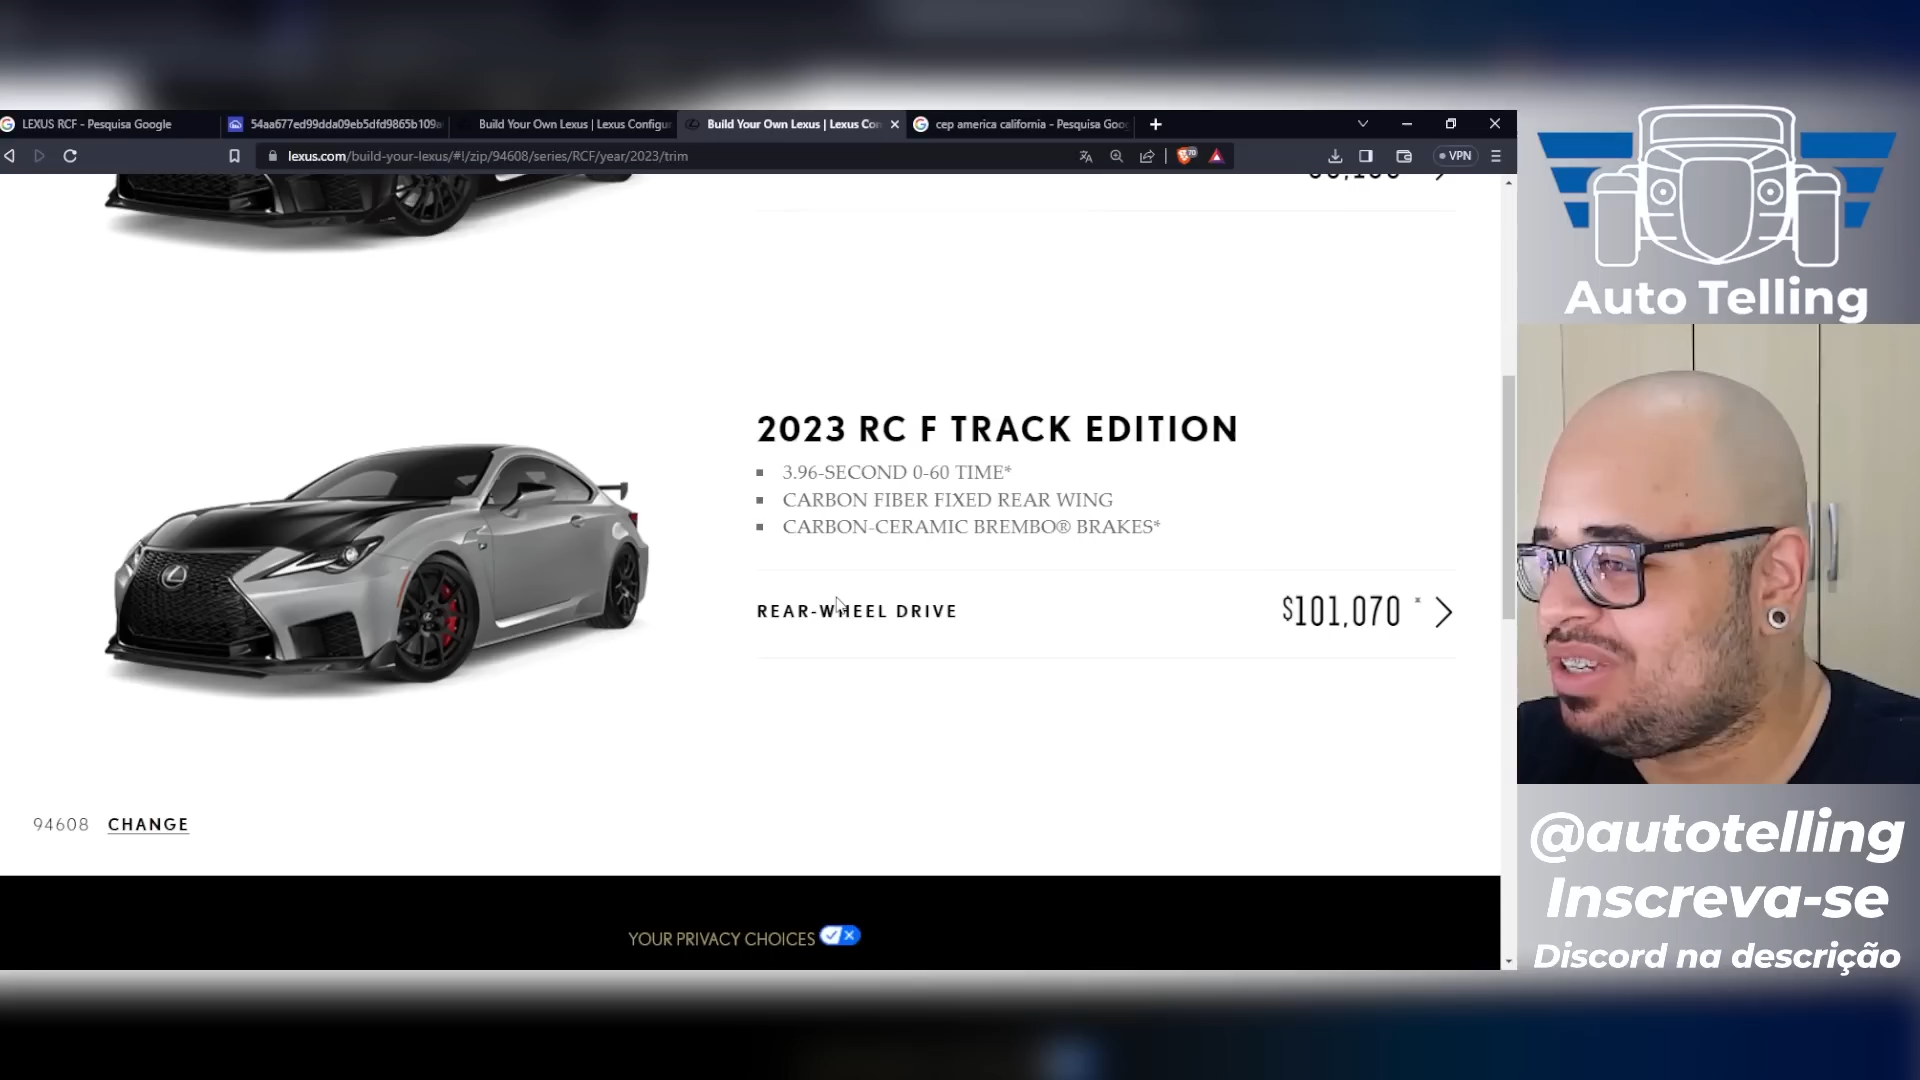 LEXUS RCF - Pesquisa Google
54aa677ed99dda09eb5dfd9865b109a
Build Your Own Lexus | Lexus Configur
Build Your Own Lexus | Lexus Con
cep america california - Pesquisa Goo
lexus.com/build-your-lexus/#!/zip/94608/series/RCF/year/2023/trim
VPN
2023 RC F TRACK EDITION
3.96-SECOND 0-60 TIME*
CARBON FIBER FIXED REAR WING
CARBON-CERAMIC BREMBO® BRAKES*
REAR-WHEEL DRIVE
$101,070 *
94608 CHANGE
YOUR PRIVACY CHOICES
Auto Telling
@autotelling
Inscreva-se
Discord na descrição